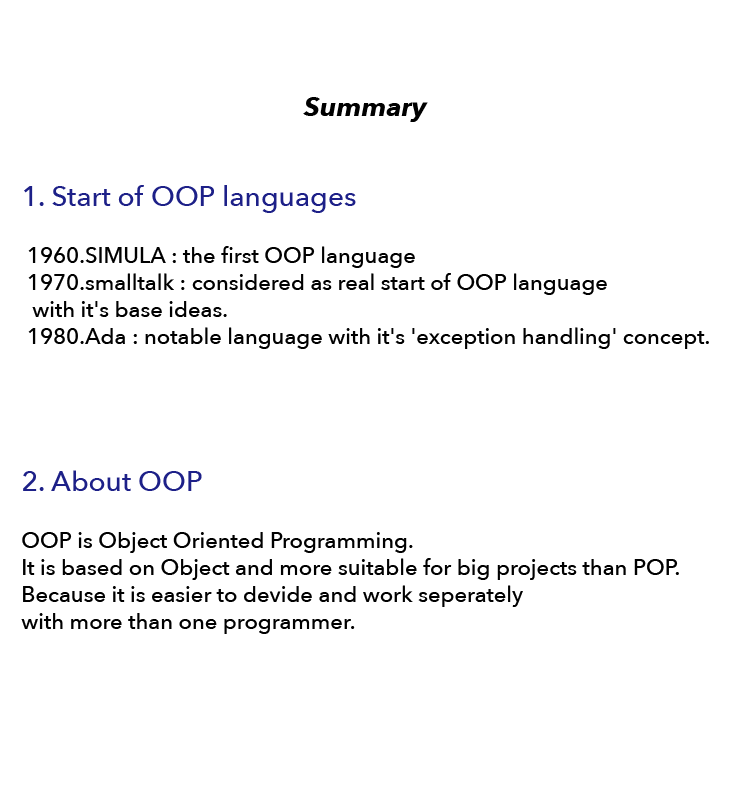 Summary
1. Start of OOP languages
1960.SIMULA : the first OOP language
1970.smalltalk : considered as real start of OOP language
with it's base ideas.
1980.Ada : notable language with it's 'exception handling' concept.
2. About OOP
OOP is Object Oriented Programming.
It is based on Object and more suitable for big projects than POP.
Because it is easier to devide and work seperately
with more than one programmer.